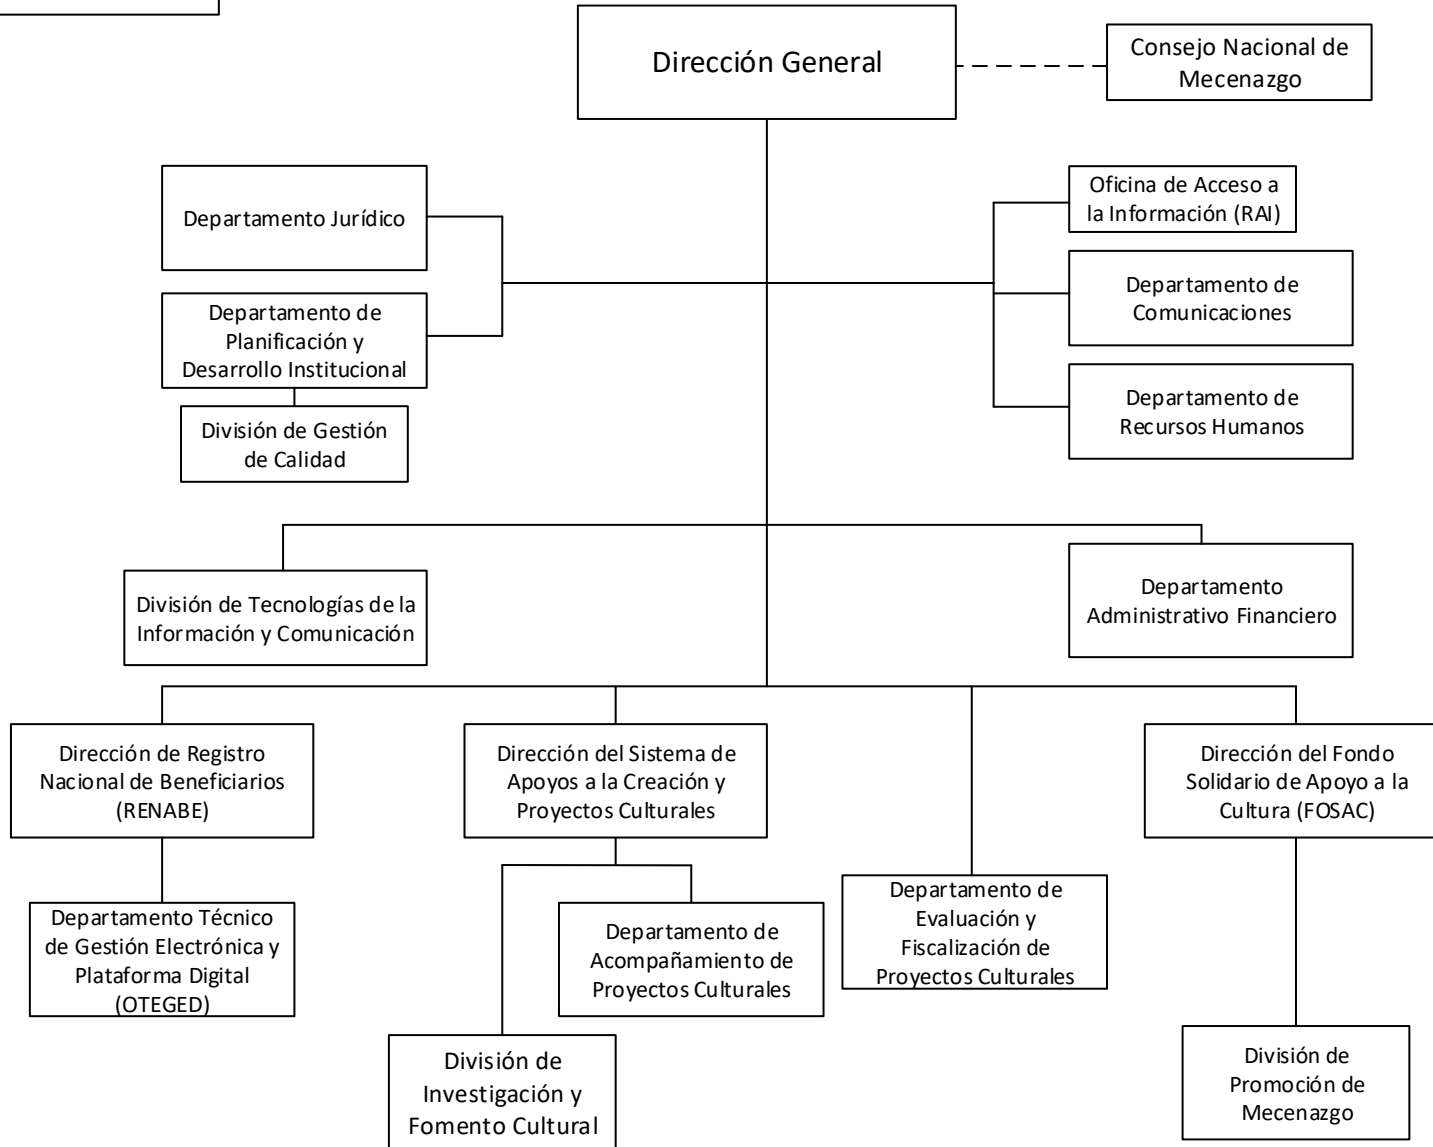 Dirección General
Consejo Nacional de
Mecenazgo
Departamento Jurídico
Oficina de Acceso a
la Información (RAI)
Departamento de
Comunicaciones
Departamento de
Planificación y
Desarrollo Institucional
Departamento de
Recursos Humanos
División de Gestión
de Calidad
División de Tecnologías de la
Información y Comunicación
Departamento
Administrativo Financiero
Dirección de Registro
Nacional de Beneficiarios
(RENABE)
Dirección del Sistema de
Apoyos a la Creación y
Proyectos Culturales
Dirección del Fondo
Solidario de Apoyo a la
Cultura (FOSAC)
Departamento Técnico
de Gestión Electrónica y
Plataforma Digital
(OTEGED)
Departamento de
Acompañamiento de
Proyectos Culturales
Departamento de
Evaluación y
Fiscalización de
Proyectos Culturales
División de
Investigación y
Fomento Cultural
División de
Promoción de
Mecenazgo